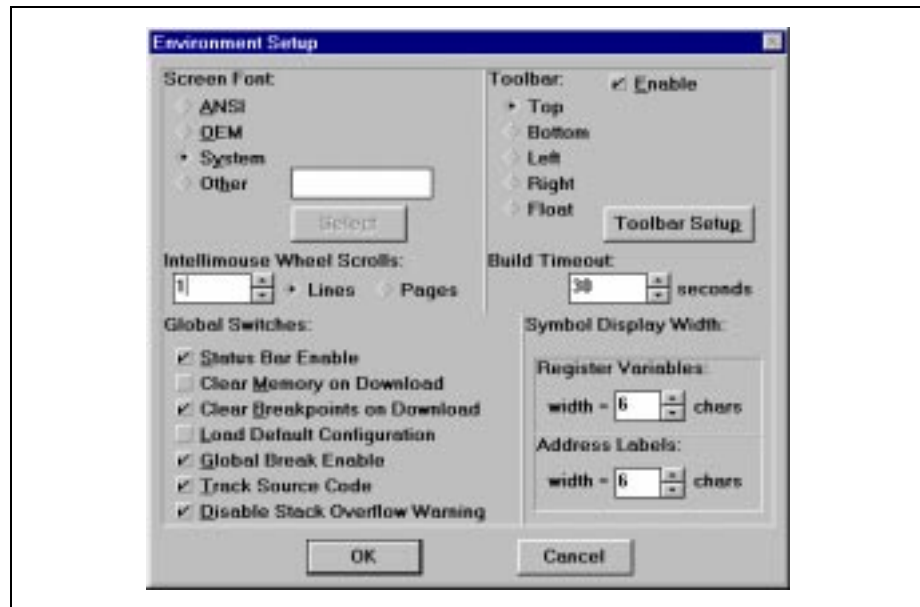 Environment Setup
Screen Font:
ANSI
OEM
System
Other
Select
Toolbar:
Enable
Top
Bottom
Left
Right
Float
Toolbar Setup
Intellimouse Wheel Scrolls:
1
Lines
Pages
Build Timeout:
30
seconds
Global Switches:
Status Bar Enable
Clear Memory on Download
Clear Breakpoints on Download
Load Default Configuration
Global Break Enable
Track Source Code
Disable Stack Overflow Warning
Symbol Display Width:
Register Variables:
width = 6 chars
Address Labels:
width = 6 chars
OK
Cancel